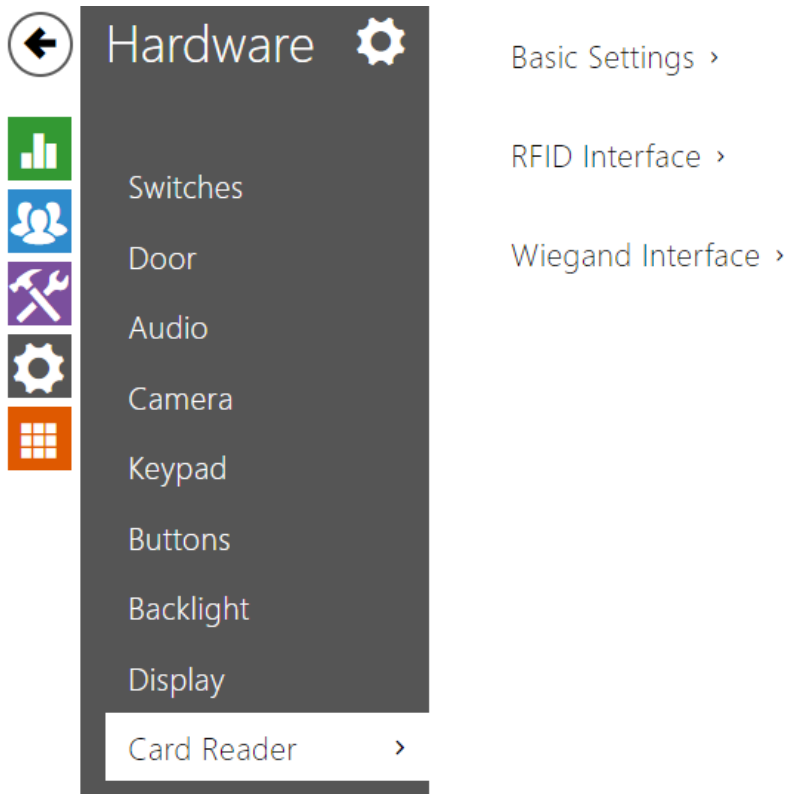 Hardware
Switches
Door
Audio
Camera
Keypad
Buttons
Backlight
Display
Card Reader ›
Basic Settings ›
RFID Interface ›
Wiegand Interface ›